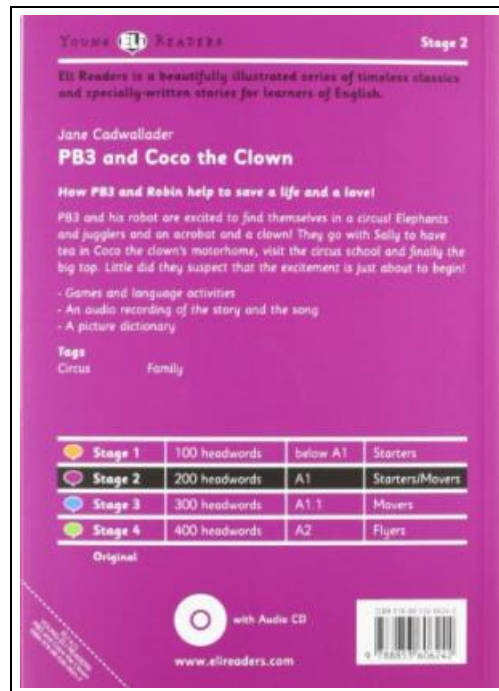 Young ELI Readers
Stage 2
Eli Readers is a beautifully illustrated series of timeless classics
and specially-written stories for learners of English.
Jane Cadwallader
PB3 and Coco the Clown
How PB3 and Robin help to save a life and a love!
PB3 and his robot are excited to find themselves in a circus! Elephants
and jugglers and an acrobat and a clown! They go with Sally to have
tea in Coco the clown's motorhome, visit the circus school and finally the
big top. Little did they suspect that the excitement is just about to begin!
- Games and language activities
- An audio recording of the story and the song
- A picture dictionary
Tags
Circus Family
Stage 1 100 headwords below A1 Starters
Stage 2 200 headwords A1 Starters/Movers
Stage 3 300 headwords A1.1 Movers
Stage 4 400 headwords A2 Flyers
Original
with Audio CD
www.elireaders.com
9 788853 606242